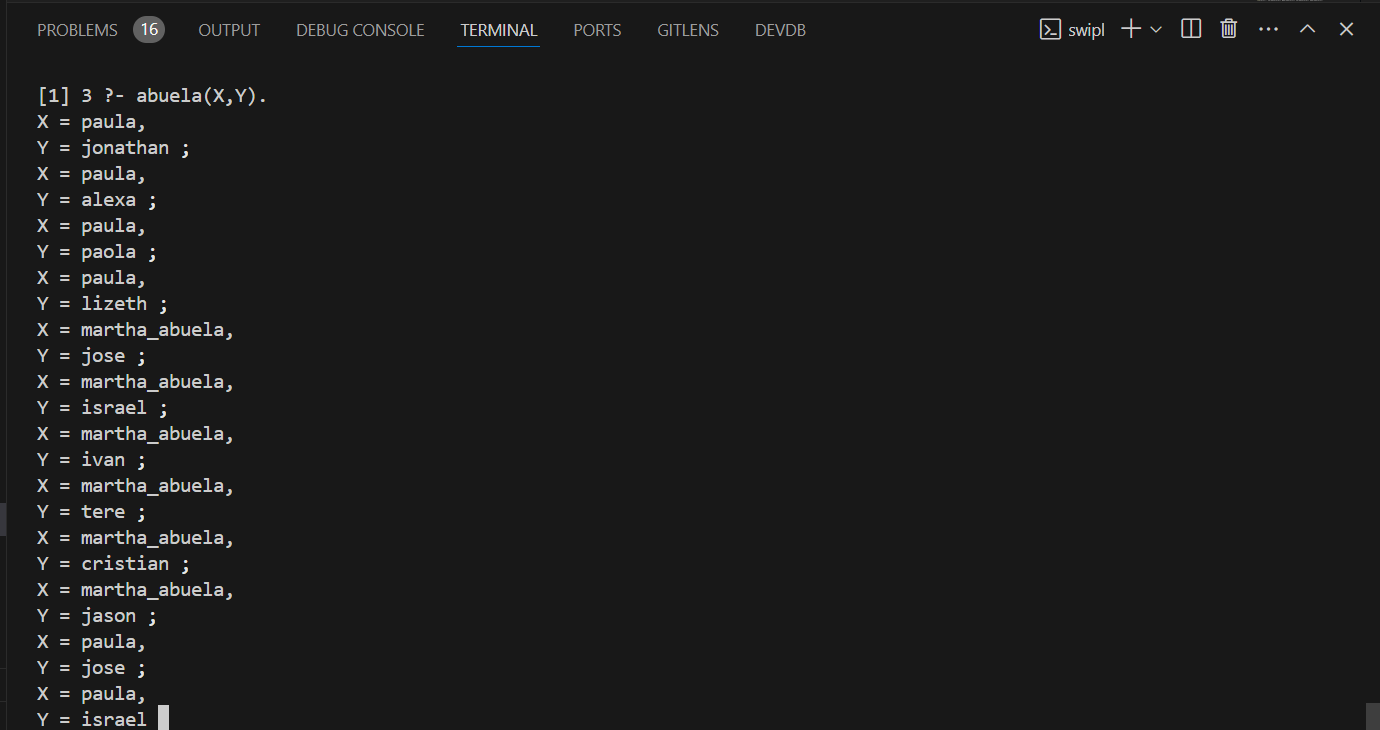 PROBLEMS 16 OUTPUT DEBUG CONSOLE TERMINAL PORTS GITLENS DEVDB swipl
[1] 3 ?- abuela(X,Y).
X = paula,
Y = jonathan ;
X = paula,
Y = alexa ;
X = paula,
Y = paola ;
X = paula,
Y = lizeth ;
X = martha_abuela,
Y = jose ;
X = martha_abuela,
Y = israel ;
X = martha_abuela,
Y = ivan ;
X = martha_abuela,
Y = tere ;
X = martha_abuela,
Y = cristian ;
X = martha_abuela,
Y = jason ;
X = paula,
Y = jose ;
X = paula,
Y = israel